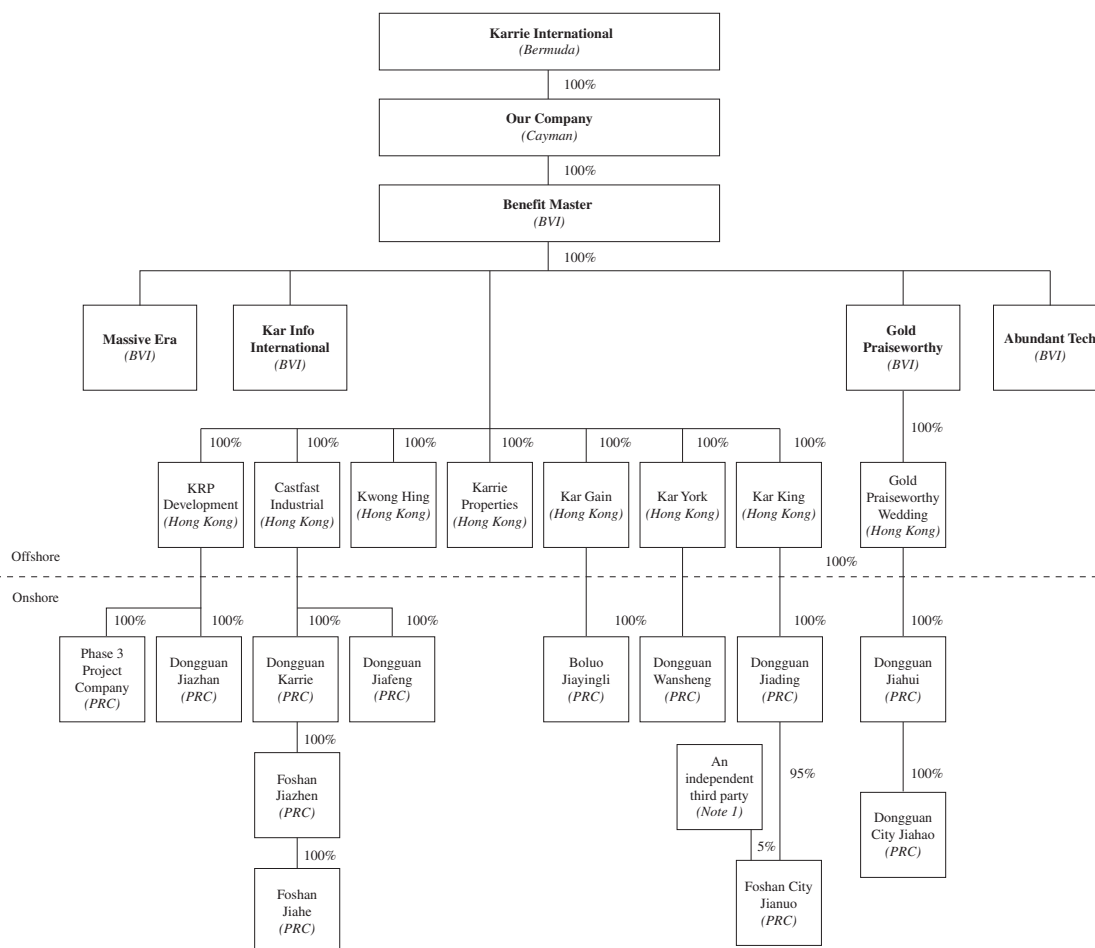 Karrie International
(Bermuda)
100%
Our Company
(Cayman)
100%
Benefit Master
(BVI)
100%
Massive Era
(BVI)
Kar Info
International
(BVI)
Gold
Praiseworthy
(BVI)
Abundant Tech
(BVI)
100%
100%
100%
100%
100%
100%
100%
100%
KRP
Development
(Hong Kong)
Castfast
Industrial
(Hong Kong)
Kwong Hing
(Hong Kong)
Karrie
Properties
(Hong Kong)
Kar Gain
(Hong Kong)
Kar York
(Hong Kong)
Kar King
(Hong Kong)
Gold
Praiseworthy
Wedding
(Hong Kong)
Offshore
100%
Onshore
100%
100%
100%
100%
100%
100%
100%
Phase 3
Project
Company
(PRC)
Dongguan
Jiazhan
(PRC)
Dongguan
Karrie
(PRC)
Dongguan
Jiafeng
(PRC)
Boluo
Jiayingli
(PRC)
Dongguan
Wansheng
(PRC)
Dongguan
Jiading
(PRC)
Dongguan
Jiahui
(PRC)
100%
An
independent
third party
(Note 1)
95%
100%
Foshan
Jiazhen
(PRC)
Dongguan
City Jiahao
(PRC)
100%
5%
Foshan
Jiahe
(PRC)
Foshan City
Jianuo
(PRC)